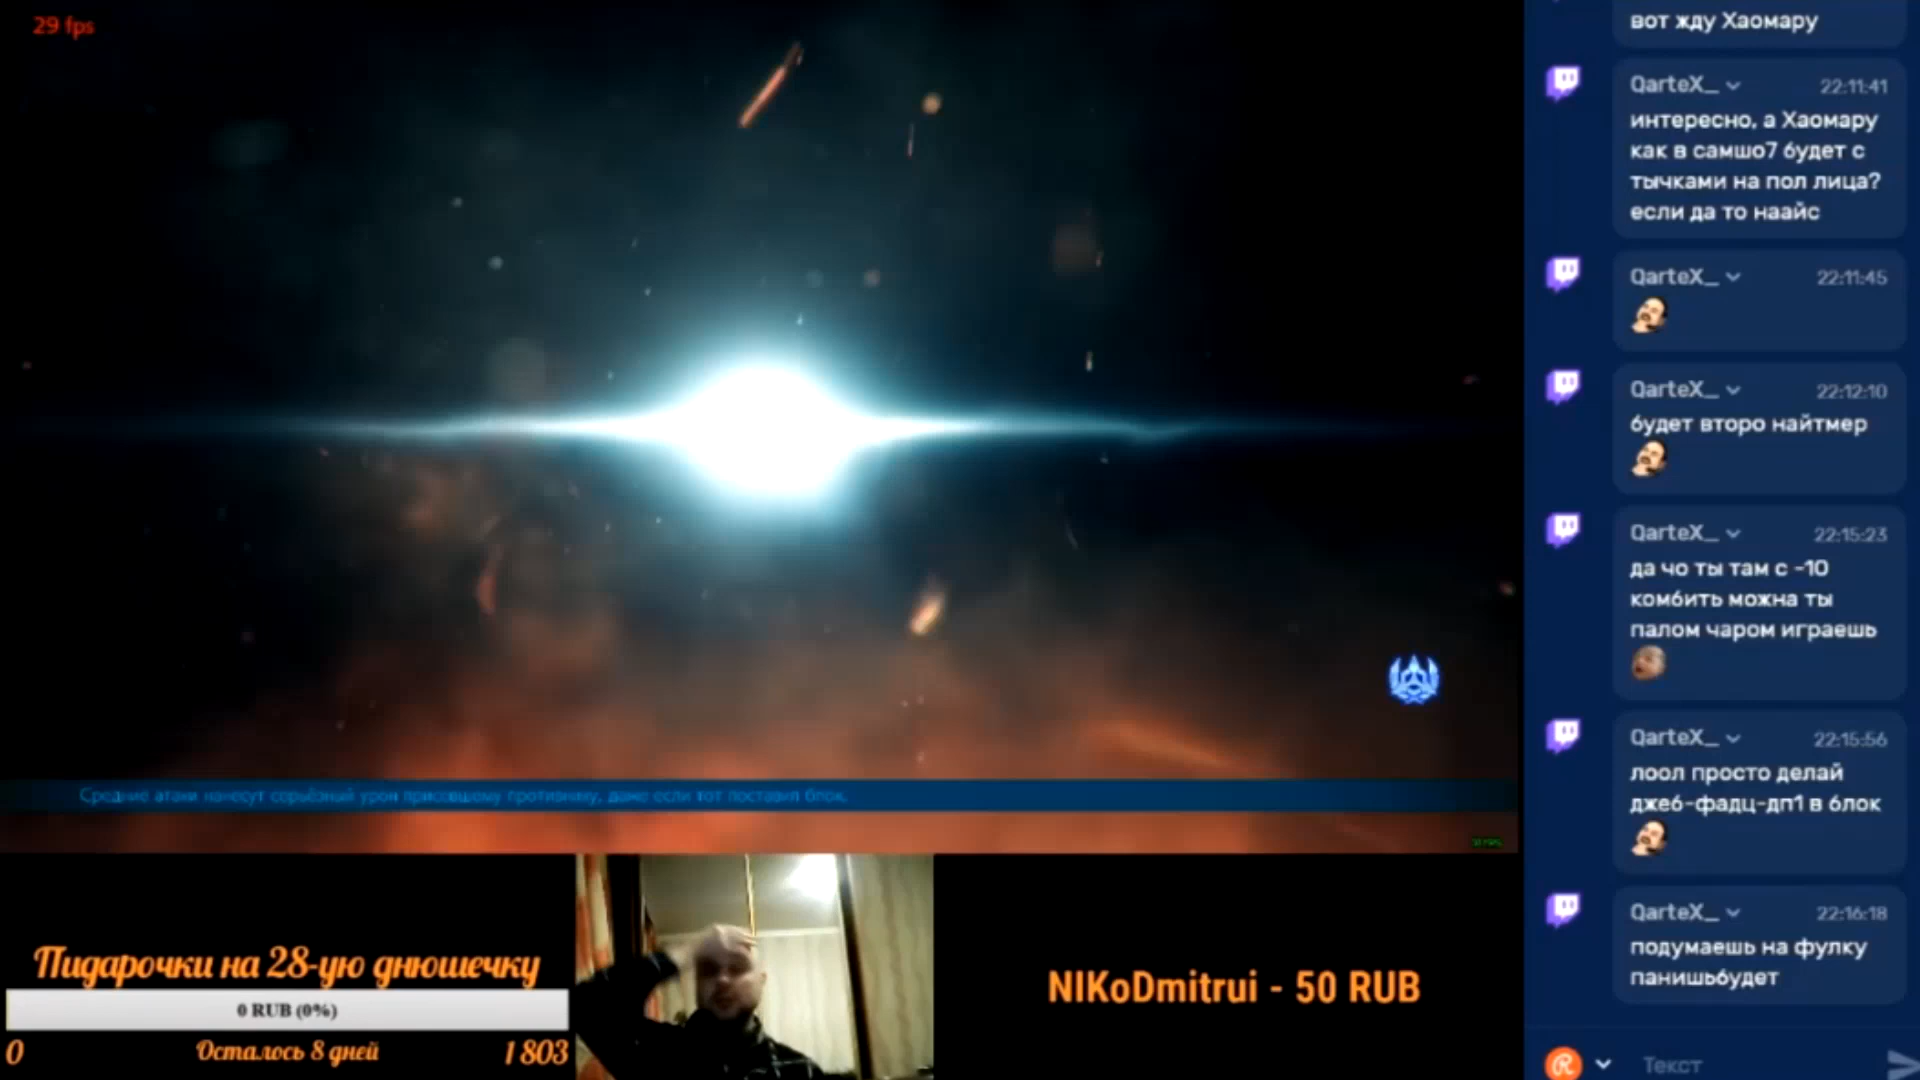 29 fps
Средние атаки нанесут серьёзный урон присевшему противнику, даже если тот поставил блок.
Пидарочки на 28-ую днюшечку
0 RUB (0%)
0
Осталось 8 дней
1803
NIKoDmitrui - 50 RUB
вот жду Хаомару
QarteX_
22:11:41
интересно, а Хаомару
как в самшо7 будет с
тычками на пол лица?
если да то наайс
QarteX_
22:11:45
QarteX_
22:12:10
будет второ найтмер
QarteX_
22:15:23
да чо ты там с -10
комбить можна ты
палом чаром играешь
QarteX_
22:15:56
лоол просто делай
джеб-фадц-дп1 в блок
QarteX_
22:16:18
подумаешь на фулку
панишьбудет
Текст